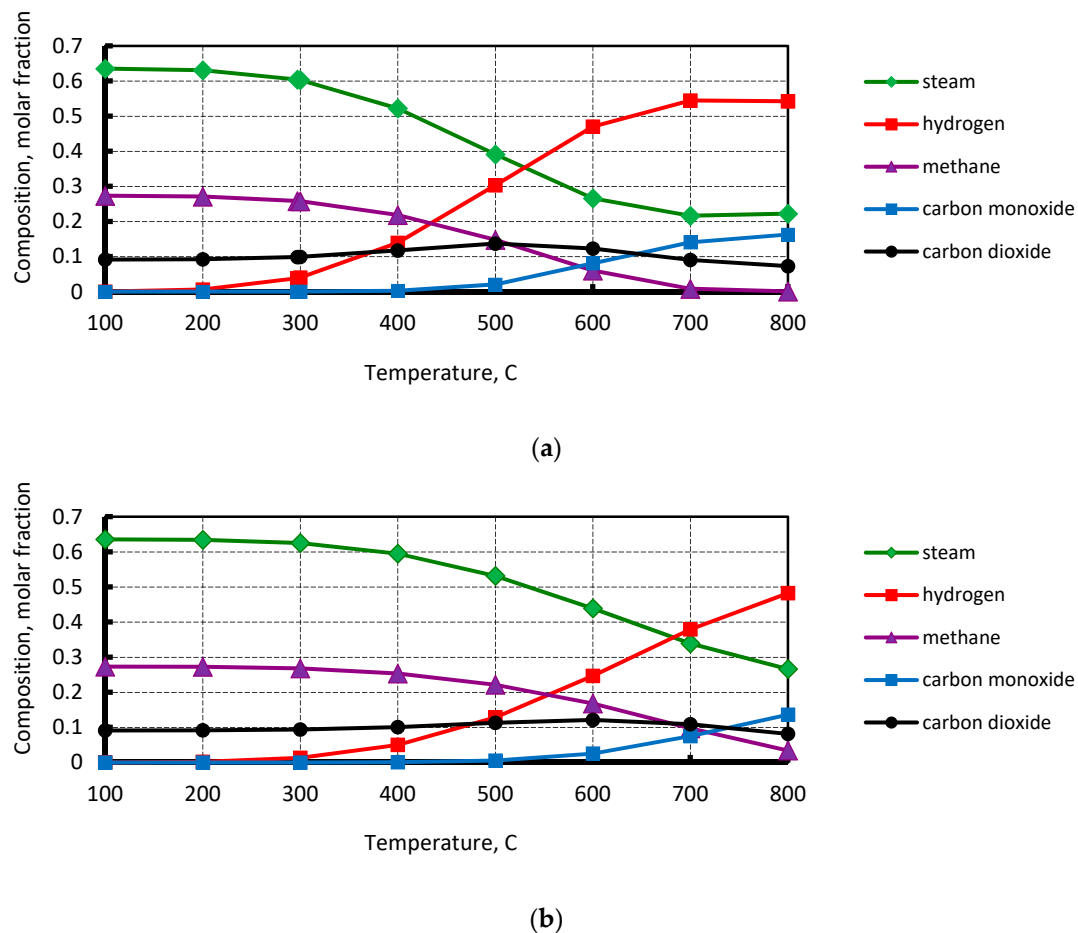 Composition, molar fraction
0.7
0.6
0.5
0.4
0.3
0.2
0.1
0
100 200 300 400 500 600 700 800
Temperature, C
steam
hydrogen
methane
carbon monoxide
carbon dioxide
(a)
Composition, molar fraction
0.7
0.6
0.5
0.4
0.3
0.2
0.1
0
100 200 300 400 500 600 700 800
Temperature, C
steam
hydrogen
methane
carbon monoxide
carbon dioxide
(b)